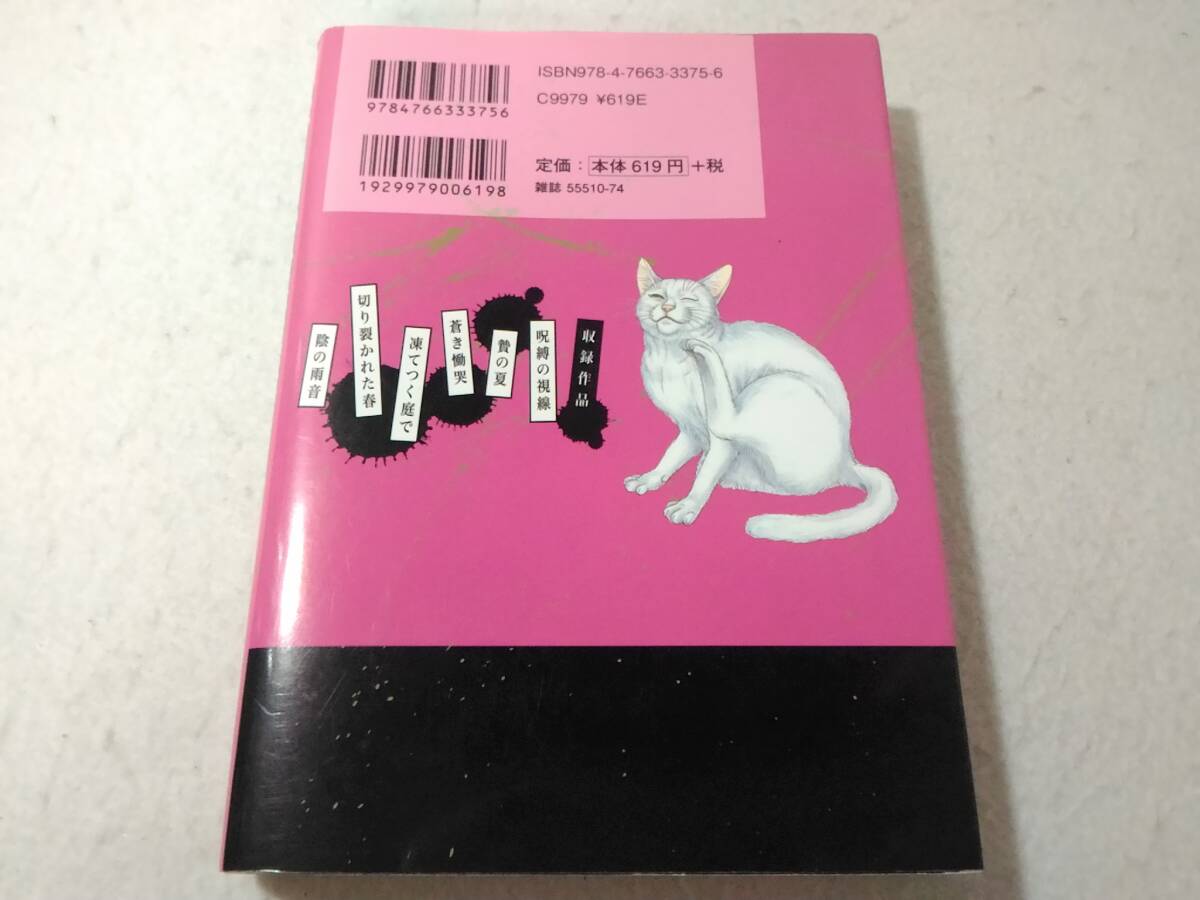 ISBN978-4-7663-3375-6
9784766333756
C9979 ¥619E
1929979006198
定価：本体619円+税
雑誌 55510-74
収録作品
呪縛の視線
贄の夏
蒼き慟哭
凍てつく庭で
切り裂かれた春
陰の雨音